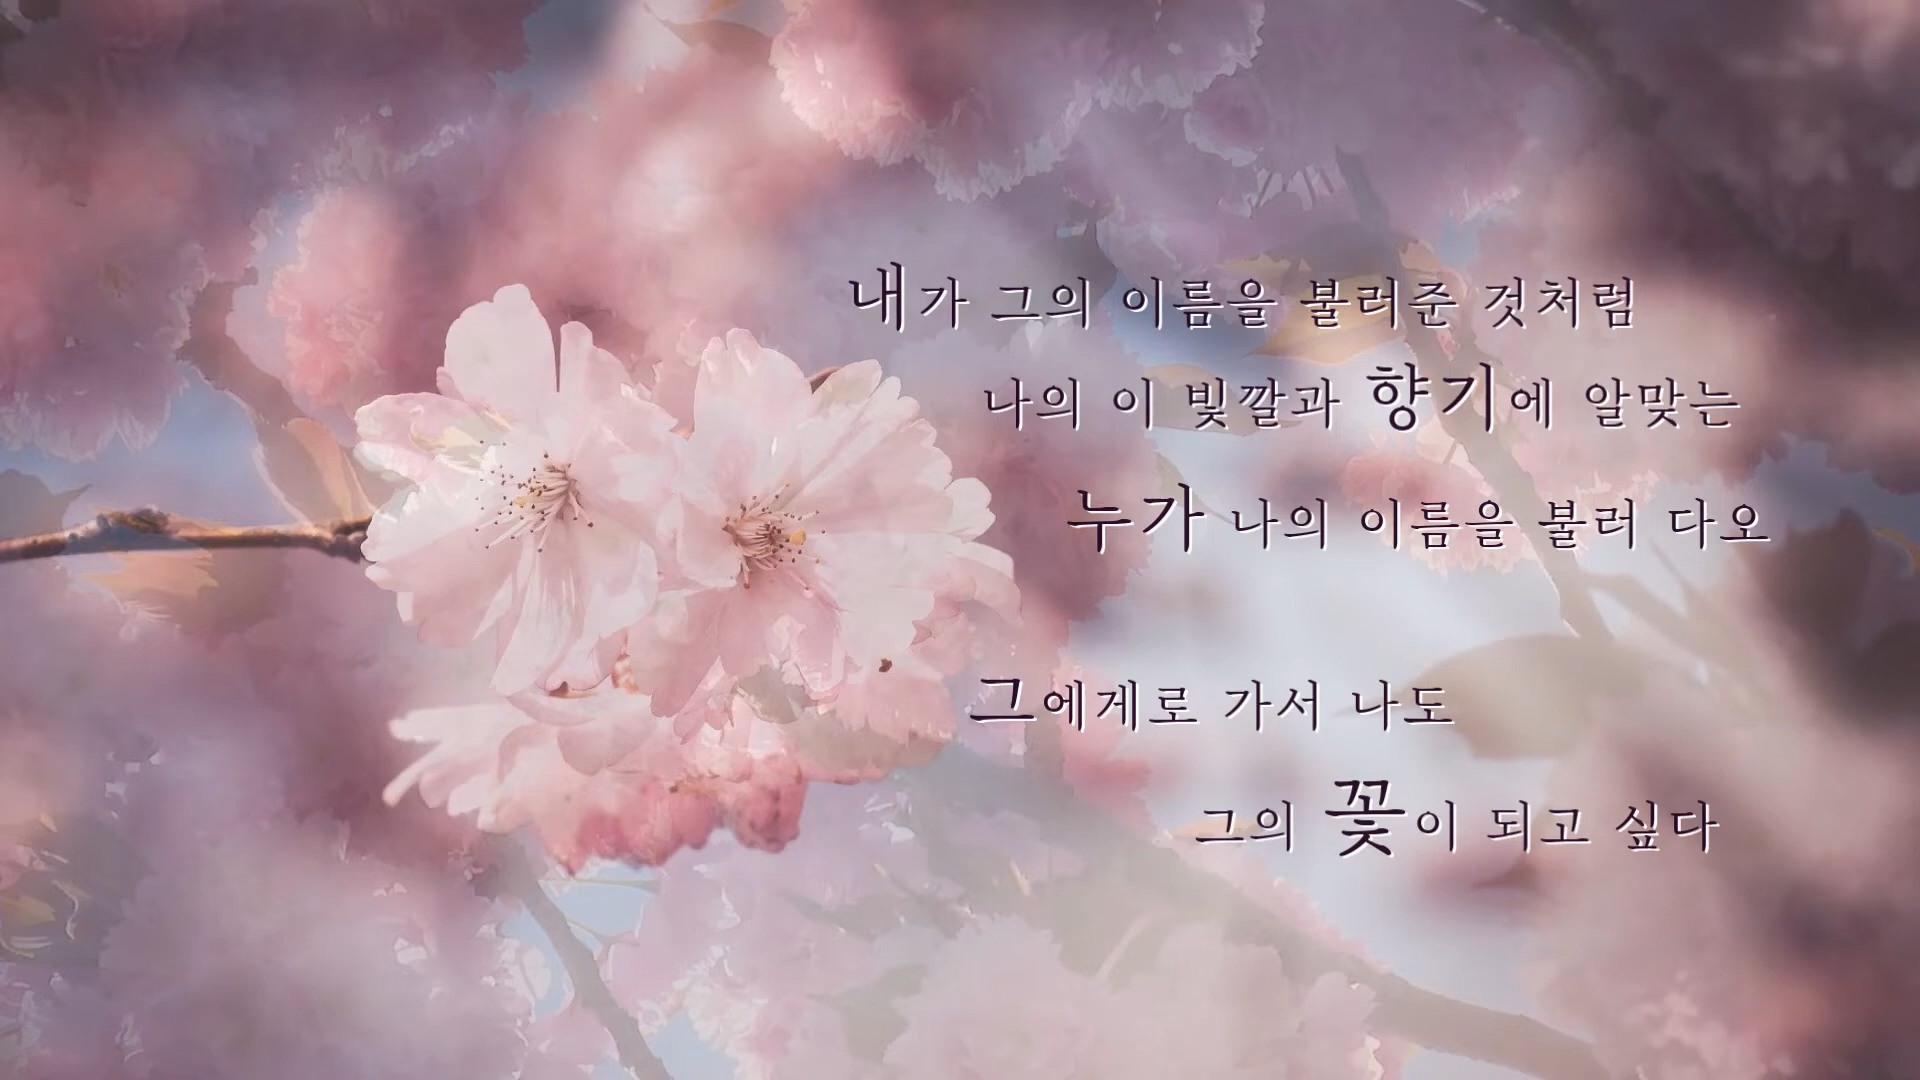 내가 그의 이름을 불러준 것처럼
나의 이 빛깔과 향기에 알맞는
누가 나의 이름을 불러 다오
그에게로 가서 나도
그의 꽃이 되고 싶다